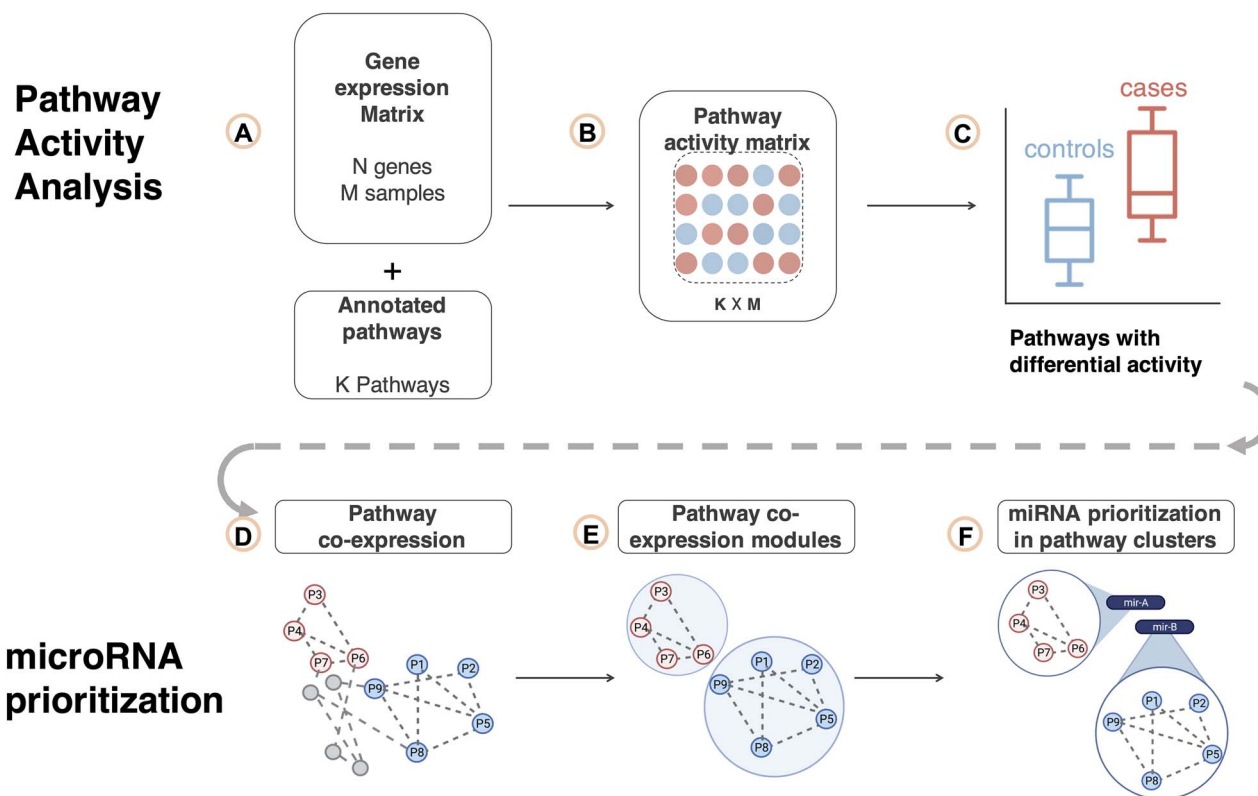 Pathway
Activity
Analysis
A
Gene
expression
Matrix
N genes
M samples
+
Annotated
pathways
K Pathways
B
Pathway
activity matrix
K X M
C
cases
controls
Pathways with
differential activity
microRNA
prioritization
D
Pathway
co-expression
P3
P4
P7
P6
P1
P2
P9
P5
P8
E
Pathway co-
expression modules
P3
P4
P7
P6
P1
P2
P9
P5
P8
F
miRNA prioritization
in pathway clusters
P3
P4
P7
P6
mir-A
mir-B
P1
P2
P9
P5
P8